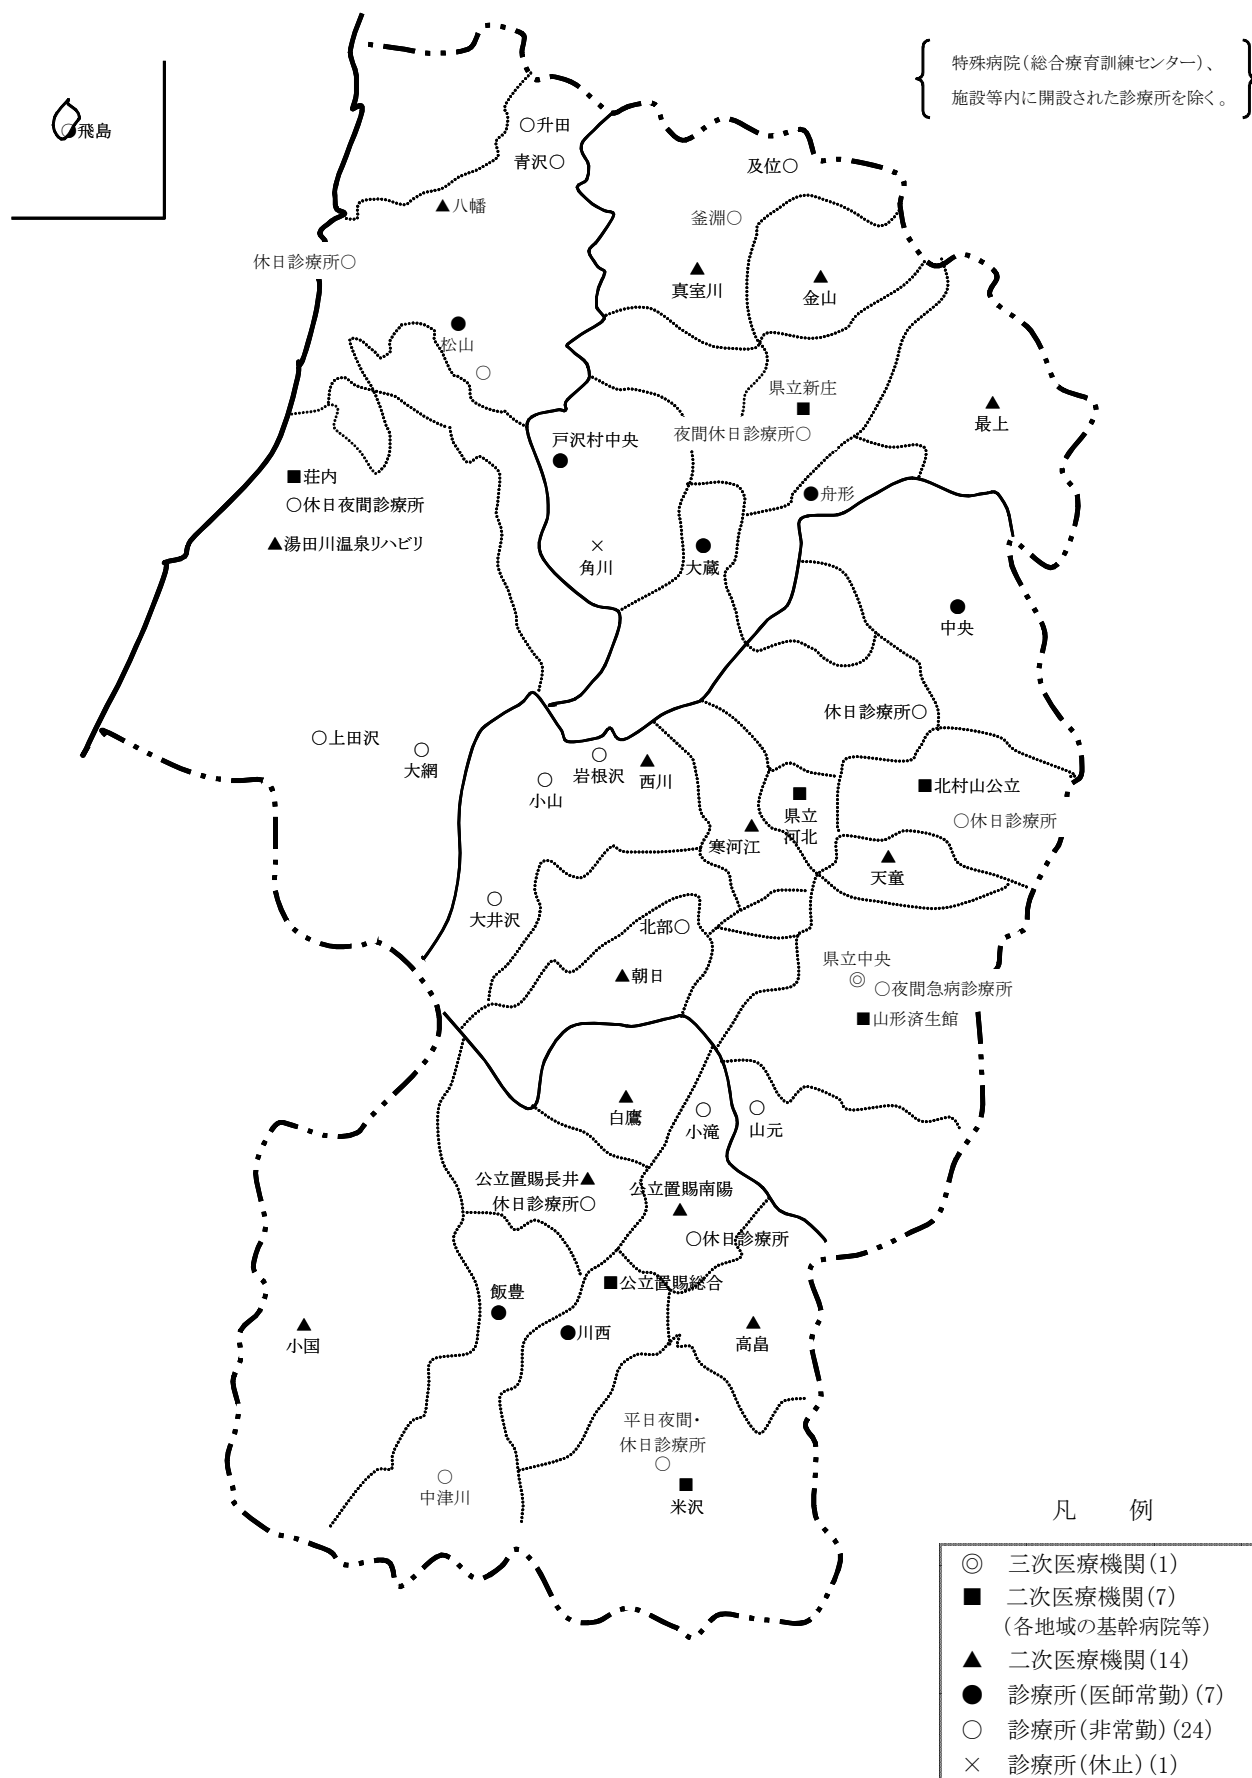 特殊病院(総合療育訓練センター)、
施設等内に開設された診療所を除く。
○飛島
○升田
青沢○
及位○
▲八幡
釜淵○
休日診療所○
▲
真室川
▲
金山
●
松山
○
県立新庄
■
▲
最上
夜間休日診療所○
戸沢村中央
●
■荘内
○休日夜間診療所
●舟形
▲湯田川温泉リハビリ
×
角川
●
大蔵
●
中央
休日診療所○
○上田沢
○
大網
○
岩根沢
▲
西川
○
小山
■
県立
河北
■北村山公立
○休日診療所
▲
寒河江
▲
天童
○
大井沢
北部○
▲朝日
県立中央
◎
○夜間急病診療所
■山形済生館
▲
白鷹
○
小滝
○
山元
公立置賜長井▲
休日診療所○
公立置賜南陽
▲
○休日診療所
■公立置賜総合
飯豊
●
●川西
▲
小国
▲
高畠
平日夜間・
休日診療所
○
■
米沢
○
中津川
凡 例
◎ 三次医療機関(1)
■ 二次医療機関(7)
(各地域の基幹病院等)
▲ 二次医療機関(14)
● 診療所(医師常勤)(7)
○ 診療所(非常勤)(24)
× 診療所(休止)(1)